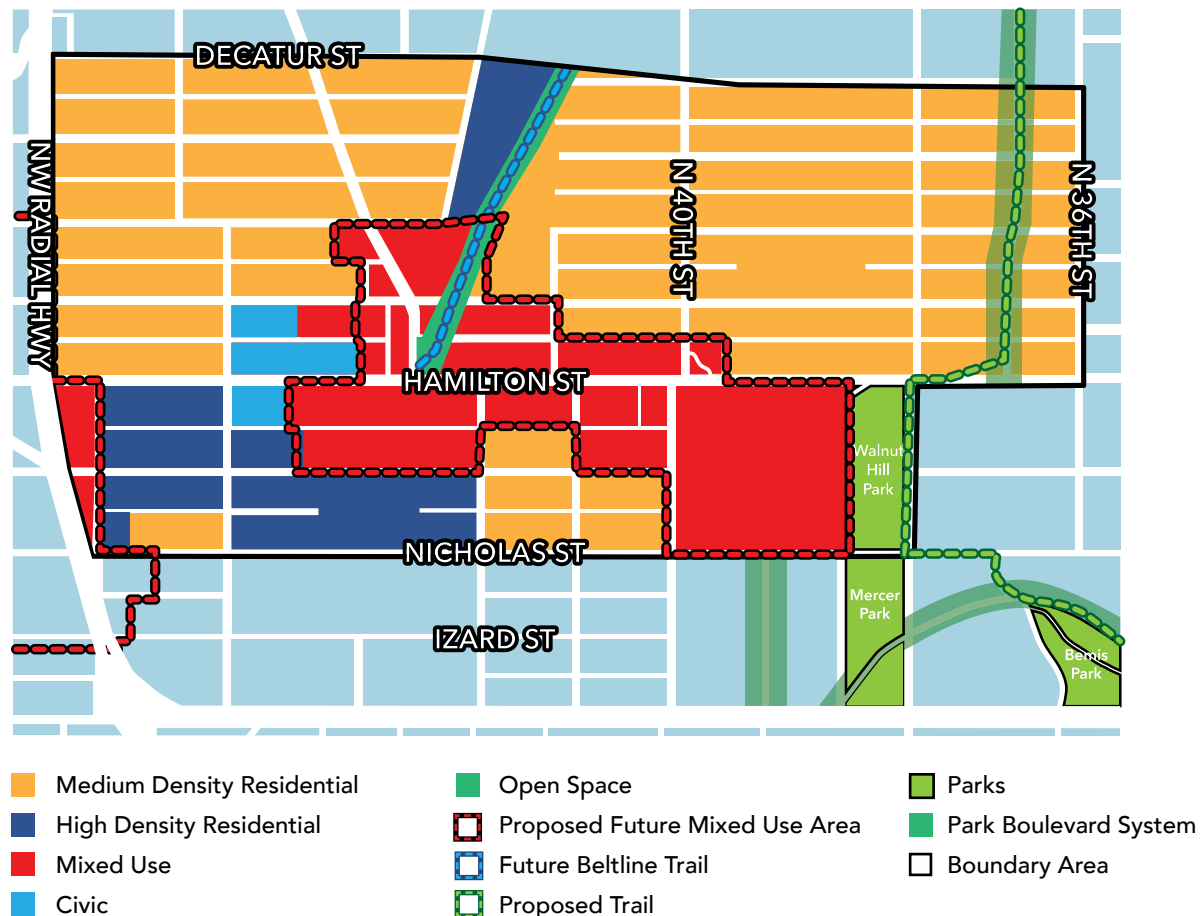 DECATUR ST
NW RADIAL HWY
N 40TH ST
N 36TH ST
HAMILTON ST
Walnut
Hill
Park
NICHOLAS ST
Mercer
Park
IZARD ST
Bemis
Park
Medium Density Residential
High Density Residential
Mixed Use
Civic
Open Space
Proposed Future Mixed Use Area
Future Beltline Trail
Proposed Trail
Parks
Park Boulevard System
Boundary Area